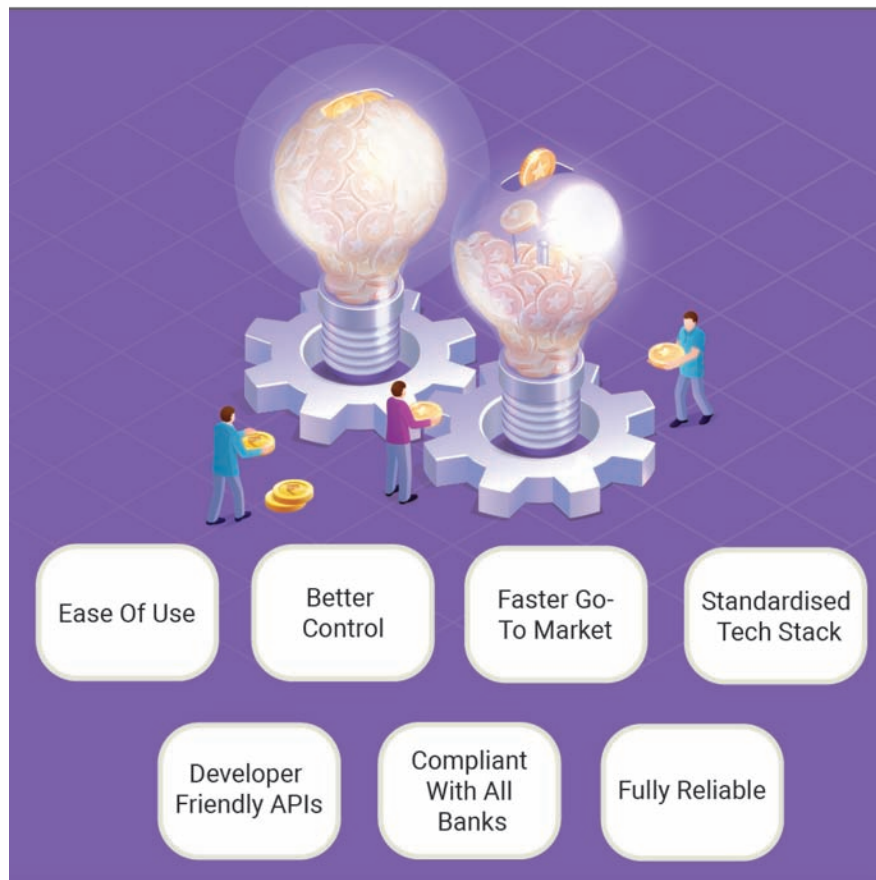 Ease Of Use
Better
Control
Faster Go-
To Market
Standardised
Tech Stack
Developer
Friendly APIs
Compliant
With All
Banks
Fully Reliable